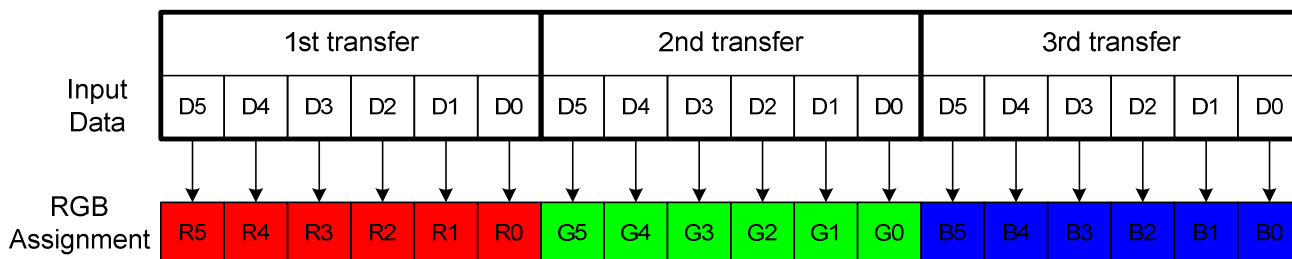 1st transfer 2nd transfer 3rd transfer
Input
Data
D5 D4 D3 D2 D1 D0 D5 D4 D3 D2 D1 D0 D5 D4 D3 D2 D1 D0
RGB
Assignment
R5 R4 R3 R2 R1 R0 G5 G4 G3 G2 G1 G0 B5 B4 B3 B2 B1 B0